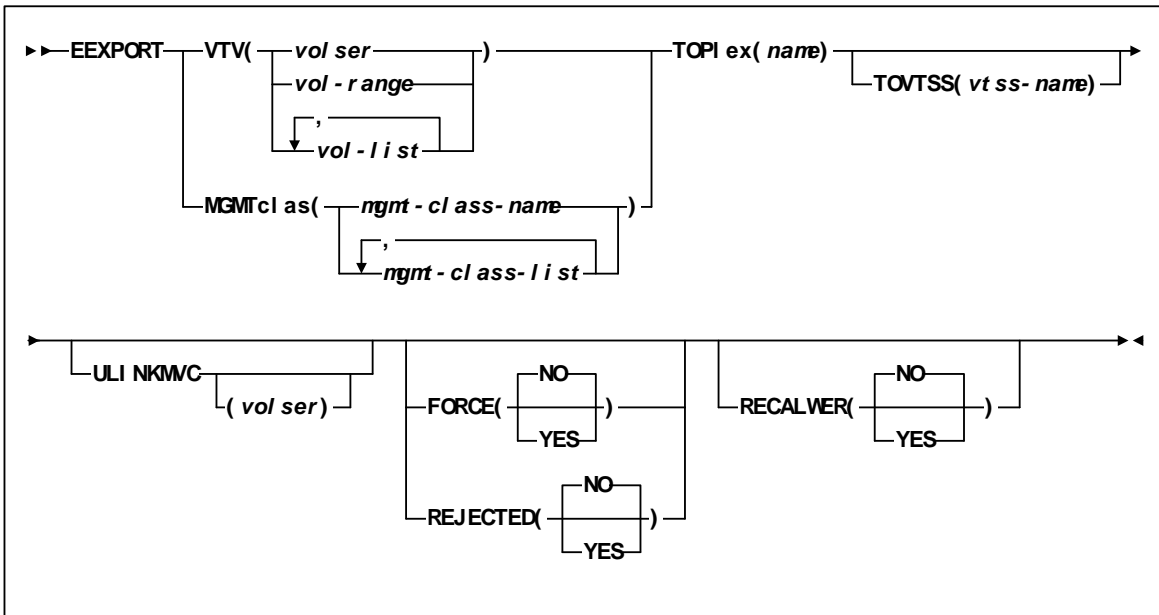 EEXPORT VTV( volser ) TOPlex(name)
vol-range TOVTSS(vtss-name)
,
vol-list
MGMTclas( mgmt-class-name )
,
mgmt-class-list
ULINKMVC NO NO
(volser) FORCE( ) RECALWER( )
YES YES
NO
REJECTED( )
YES